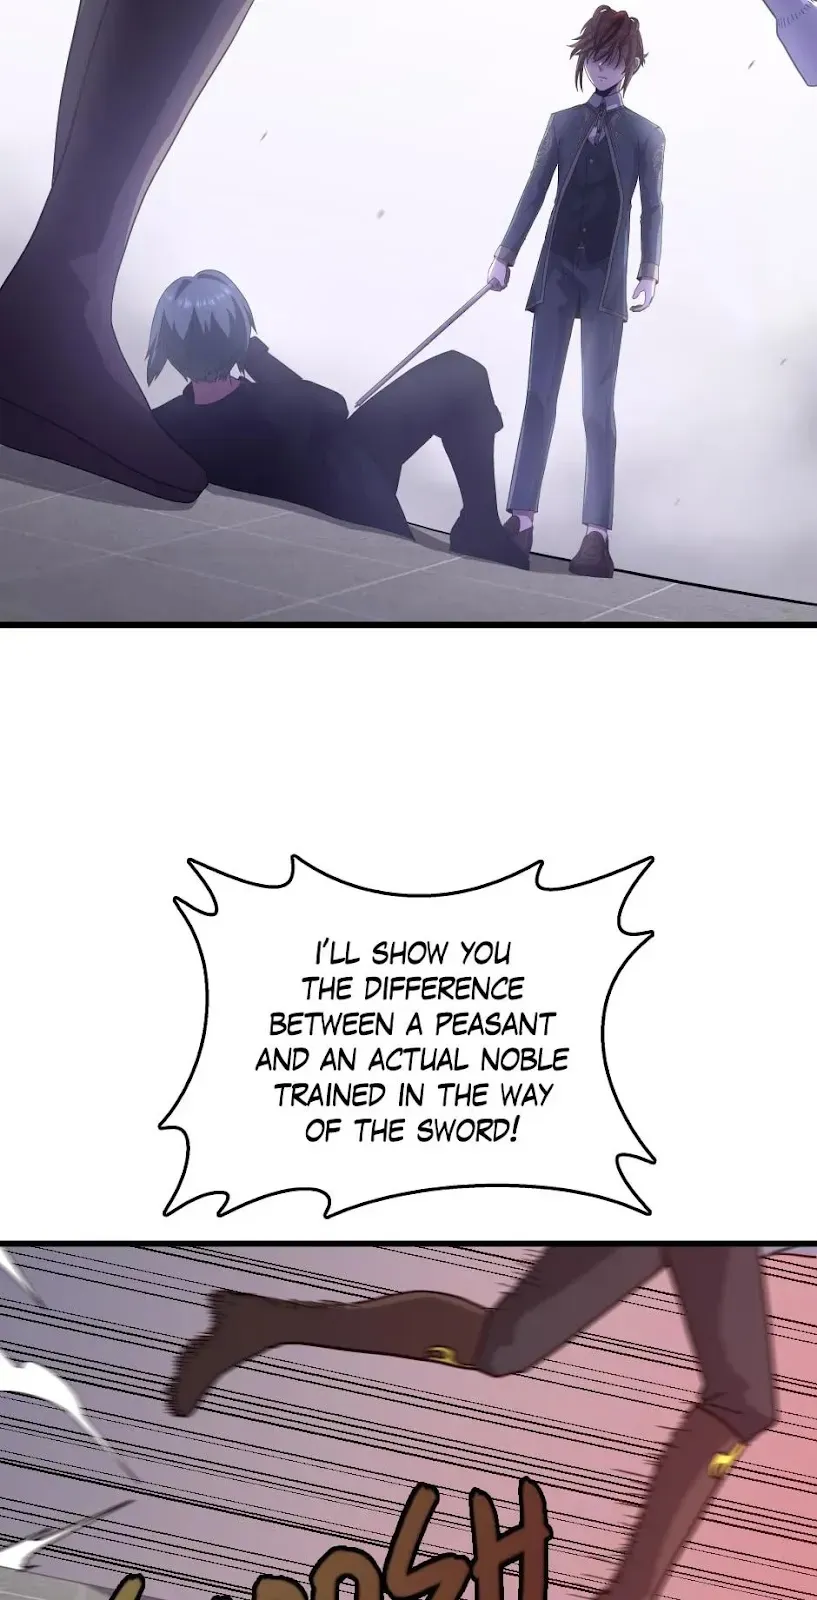 I'LL SHOW YOU
THE DIFFERENCE
BETWEEN A PEASANT
AND AN ACTUAL NOBLE
TRAINED IN THE WAY
OF THE SWORD!